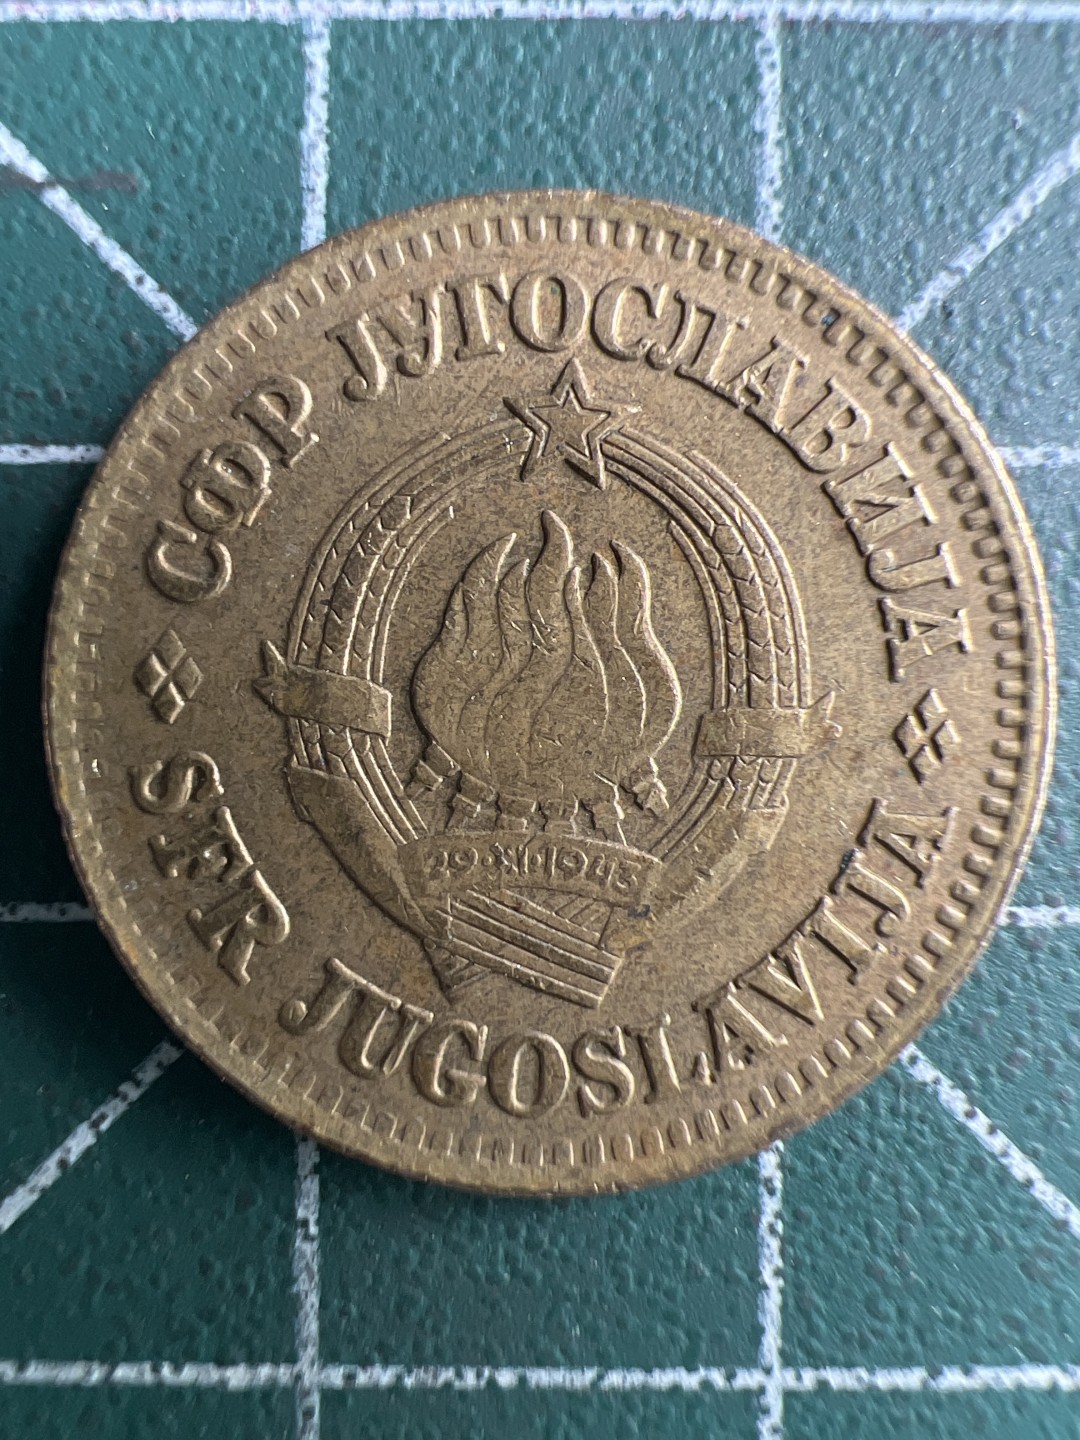 СФР ЈУГОСЛАВИЈА
29·XI·1943
SFR JUGOSLAVIJA